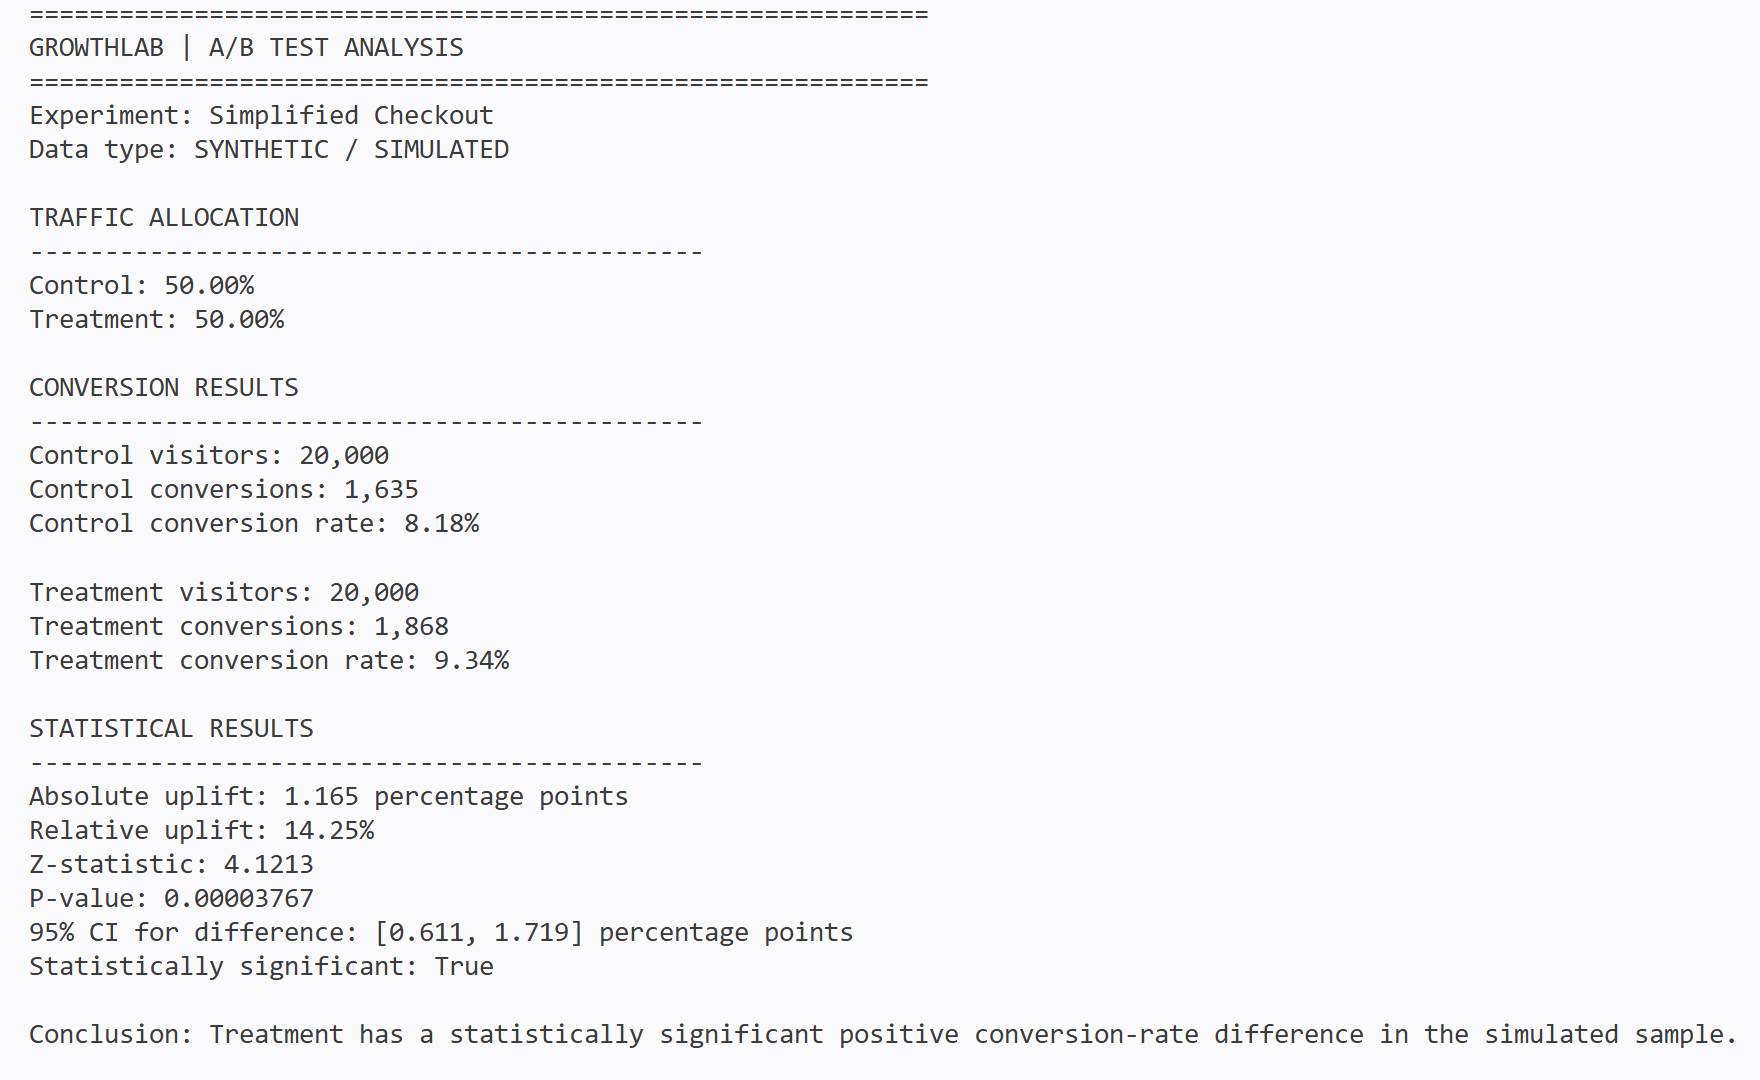 ============================================================
GROWTHLAB | A/B TEST ANALYSIS
============================================================
Experiment: Simplified Checkout
Data type: SYNTHETIC / SIMULATED
TRAFFIC ALLOCATION
---------------------------------------------
Control: 50.00%
Treatment: 50.00%
CONVERSION RESULTS
---------------------------------------------
Control visitors: 20,000
Control conversions: 1,635
Control conversion rate: 8.18%
Treatment visitors: 20,000
Treatment conversions: 1,868
Treatment conversion rate: 9.34%
STATISTICAL RESULTS
---------------------------------------------
Absolute uplift: 1.165 percentage points
Relative uplift: 14.25%
Z-statistic: 4.1213
P-value: 0.00003767
95% CI for difference: [0.611, 1.719] percentage points
Statistically significant: True
Conclusion: Treatment has a statistically significant positive conversion-rate difference in the simulated sample.